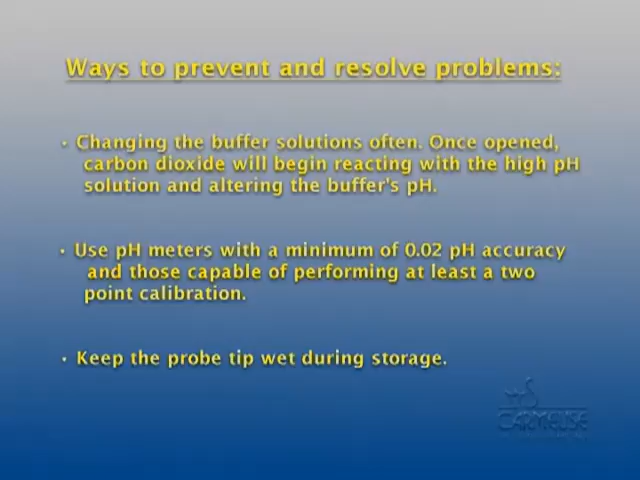 Ways to prevent and resolve problems:
• Changing the buffer solutions often. Once opened,
carbon dioxide will begin reacting with the high pH
solution and altering the buffer's pH.
• Use pH meters with a minimum of 0.02 pH accuracy
and those capable of performing at least a two
point calibration.
• Keep the probe tip wet during storage.
CARMEUSE